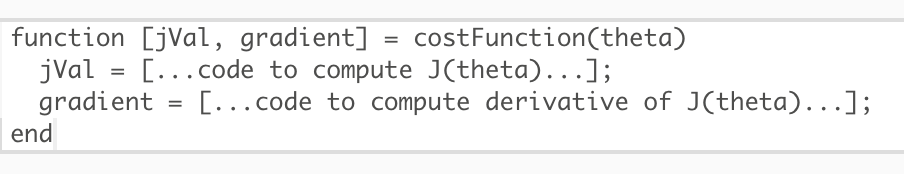 function [jVal, gradient] = costFunction(theta)
  jVal = [...code to compute J(theta)...];
  gradient = [...code to compute derivative of J(theta)...];
end